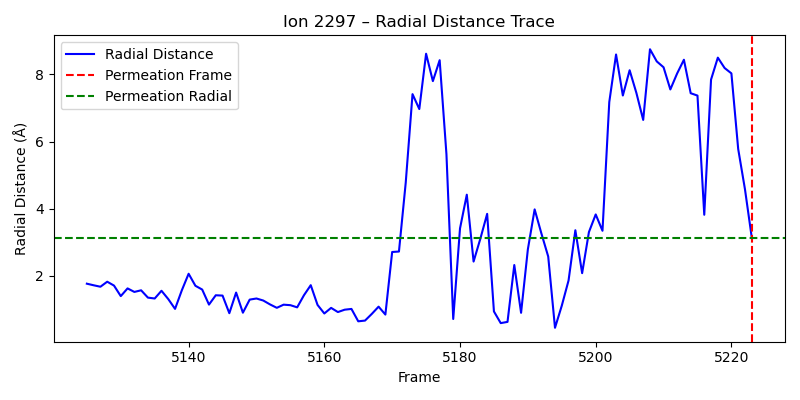 Ion 2297 – Radial Distance Trace
Radial Distance
Permeation Frame
Permeation Radial
Radial Distance (Å)
8
6
4
2
5140
5160
5180
5200
5220
Frame